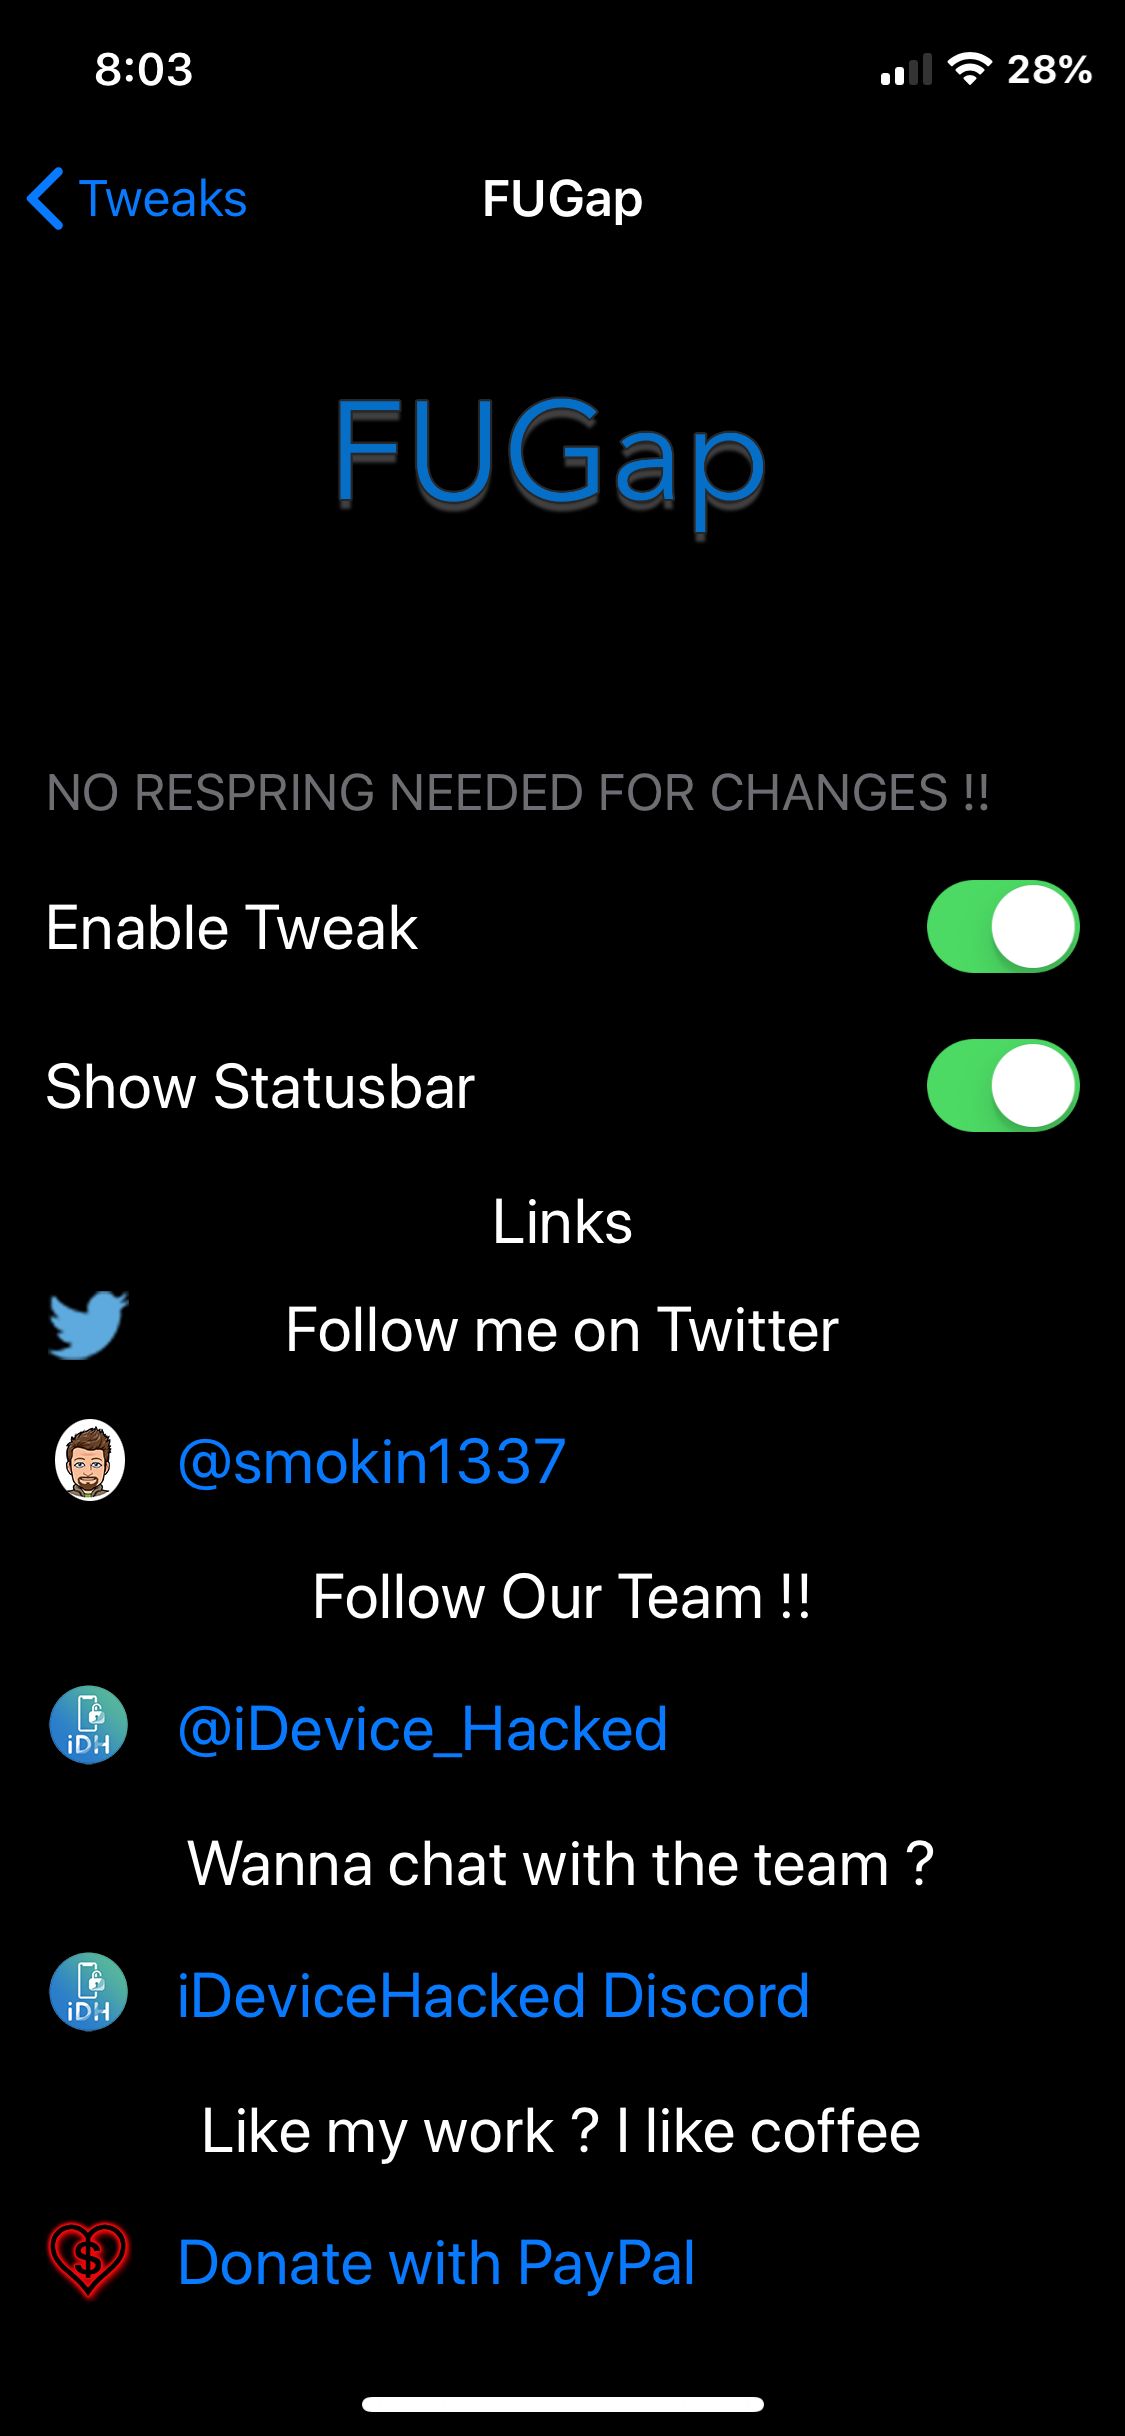 8:03 28%
Tweaks FUGap
FUGap
NO RESPRING NEEDED FOR CHANGES !!
Enable Tweak
Show Statusbar
Links
Follow me on Twitter
@smokin1337
Follow Our Team !!
iDH @iDevice_Hacked
Wanna chat with the team ?
iDH iDeviceHacked Discord
Like my work ? I like coffee
$ Donate with PayPal